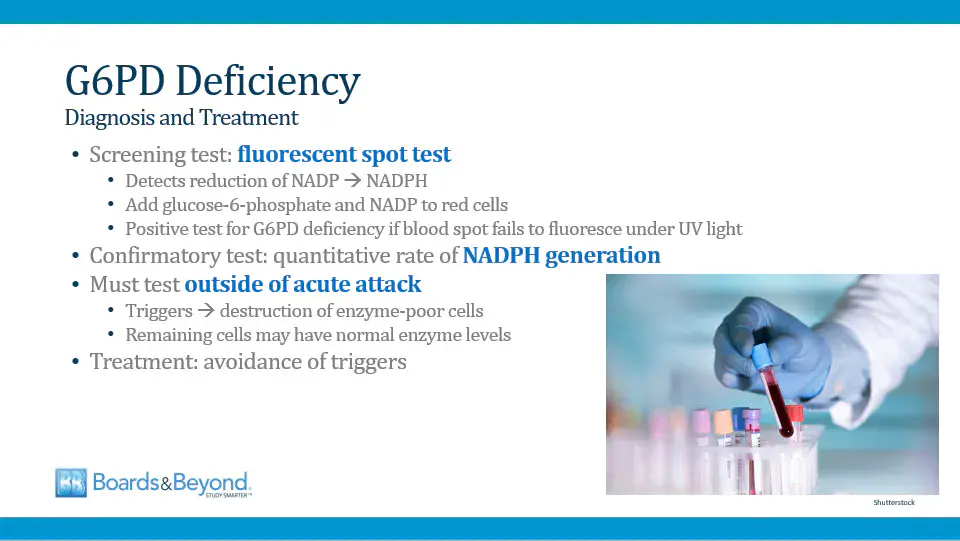 G6PD Deficiency
Diagnosis and Treatment
• Screening test: fluorescent spot test
• Detects reduction of NADP → NADPH
• Add glucose-6-phosphate and NADP to red cells
• Positive test for G6PD deficiency if blood spot fails to fluoresce under UV light
• Confirmatory test: quantitative rate of NADPH generation
• Must test outside of acute attack
• Triggers → destruction of enzyme-poor cells
• Remaining cells may have normal enzyme levels
• Treatment: avoidance of triggers
BB Boards&Beyond®
STUDY SMARTER™
Shutterstock